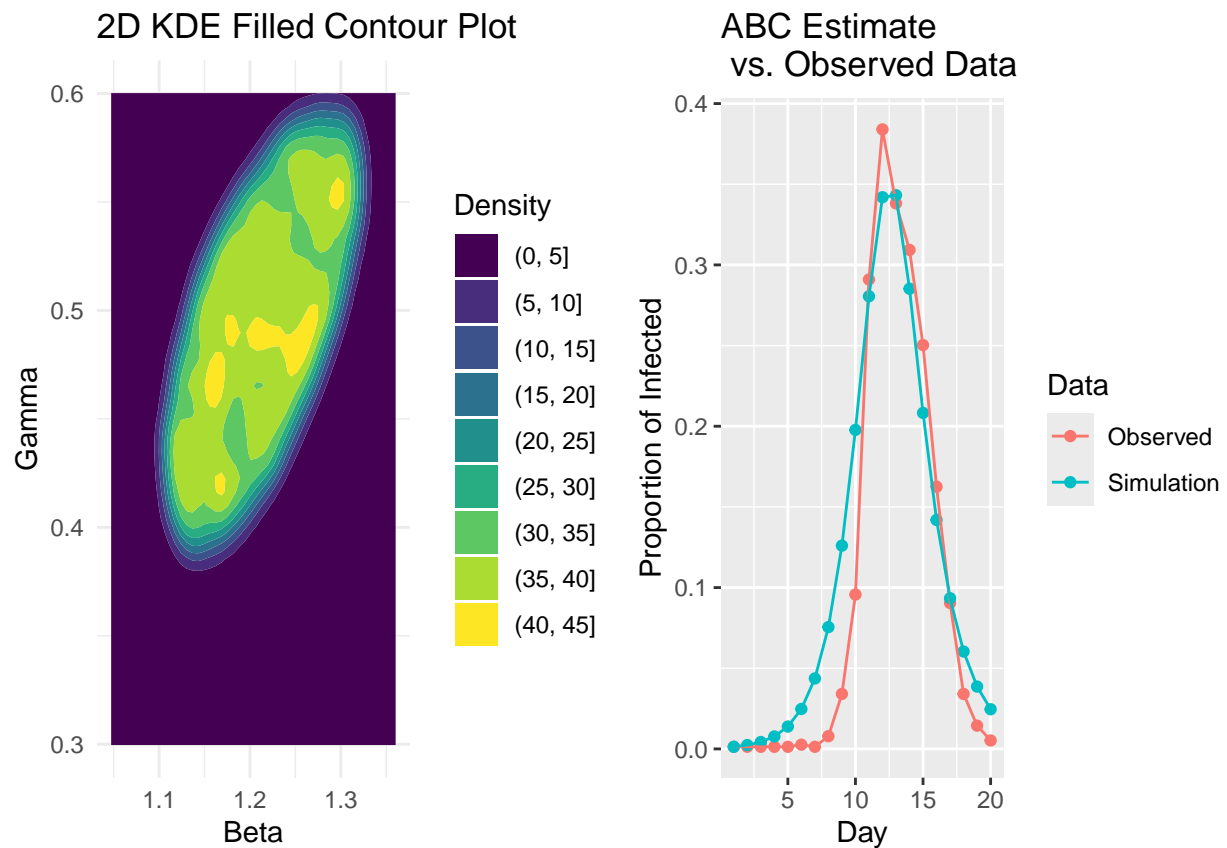 2D KDE Filled Contour Plot
0.6
0.5
0.4
0.3
Gamma
1.1
1.2
1.3
Beta
Density
(0, 5]
(5, 10]
(10, 15]
(15, 20]
(20, 25]
(25, 30]
(30, 35]
(35, 40]
(40, 45]
ABC Estimate
vs. Observed Data
0.4
0.3
0.2
0.1
0.0
Proportion of Infected
5
10
15
20
Day
Data
Observed
Simulation